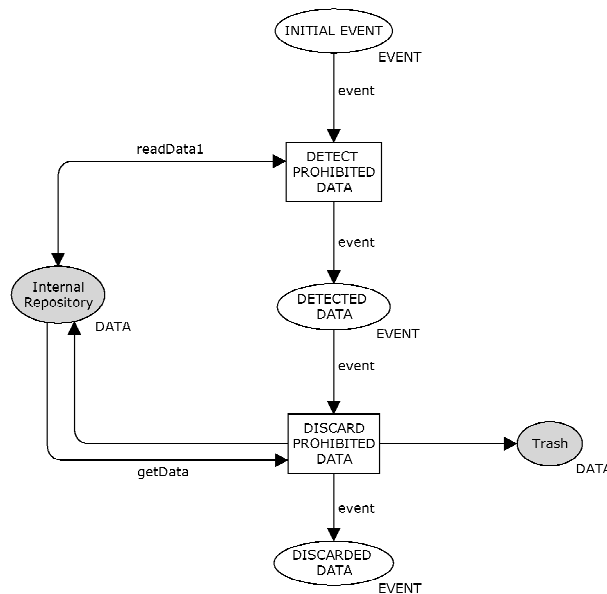 INITIAL EVENT
EVENT
event
readData1
DETECT
PROHIBITED
DATA
event
Internal
Repository
DATA
DETECTED
DATA
EVENT
event
DISCARD
PROHIBITED
DATA
Trash
DATA
getData
event
DISCARDED
DATA
EVENT